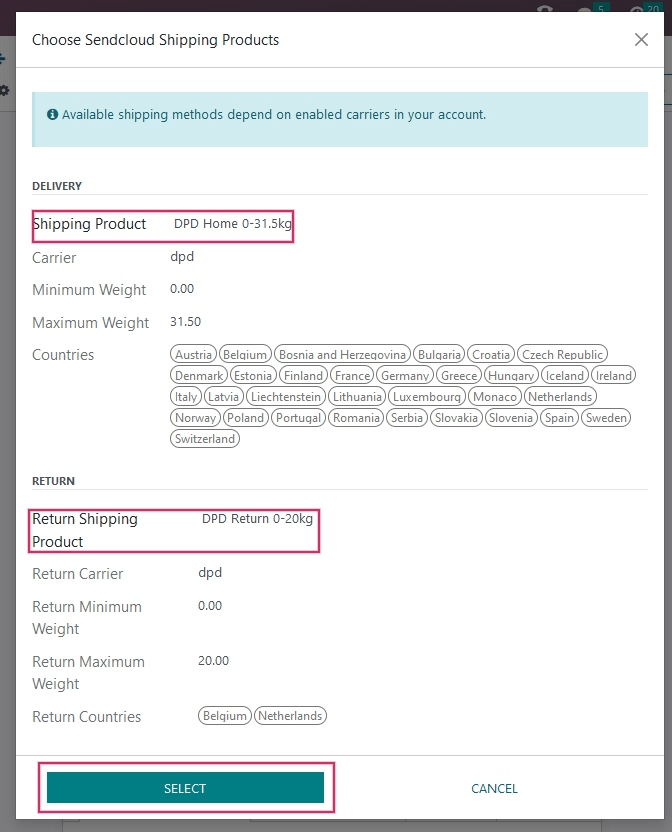 5 20
Choose Sendcloud Shipping Products
Available shipping methods depend on enabled carriers in your account.
DELIVERY
Shipping Product DPD Home 0-31.5kg
Carrier dpd
Minimum Weight 0.00
Maximum Weight 31.50
Countries Austria Belgium Bosnia and Herzegovina Bulgaria Croatia Czech Republic
Denmark Estonia Finland France Germany Greece Hungary Iceland Ireland
Italy Latvia Liechtenstein Lithuania Luxembourg Monaco Netherlands
Norway Poland Portugal Romania Serbia Slovakia Slovenia Spain Sweden
Switzerland
RETURN
Return Shipping DPD Return 0-20kg
Product
Return Carrier dpd
Return Minimum 0.00
Weight
Return Maximum 20.00
Weight
Return Countries Belgium Netherlands
SELECT CANCEL